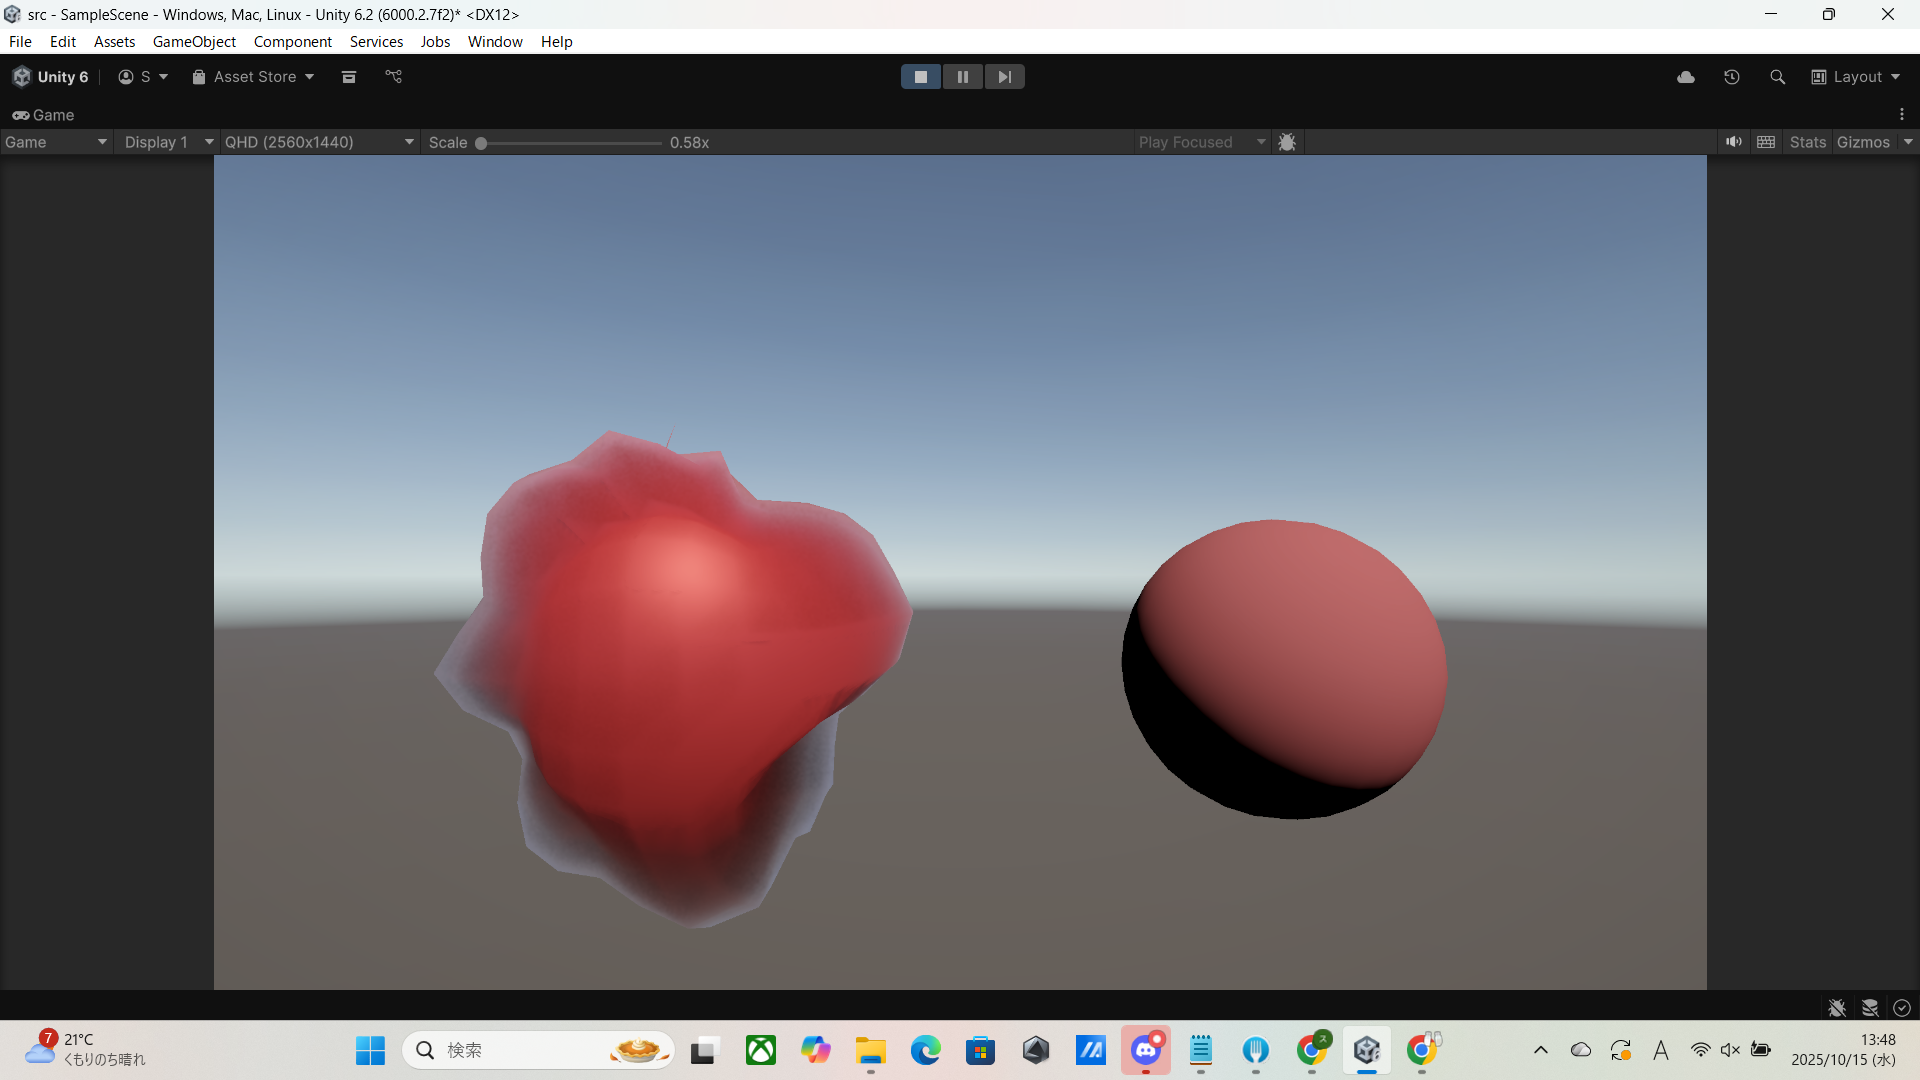 src - SampleScene - Windows, Mac, Linux - Unity 6.2 (6000.2.7f2)* <DX12>
File Edit Assets GameObject Component Services Jobs Window Help
Unity 6 S Asset Store Layout
Game
Game Display 1 QHD (2560x1440) Scale 0.58x Play Focused Stats Gizmos
7 21°C
くもりのち晴れ
検索
ス
A
13:48
2025/10/15 (水)